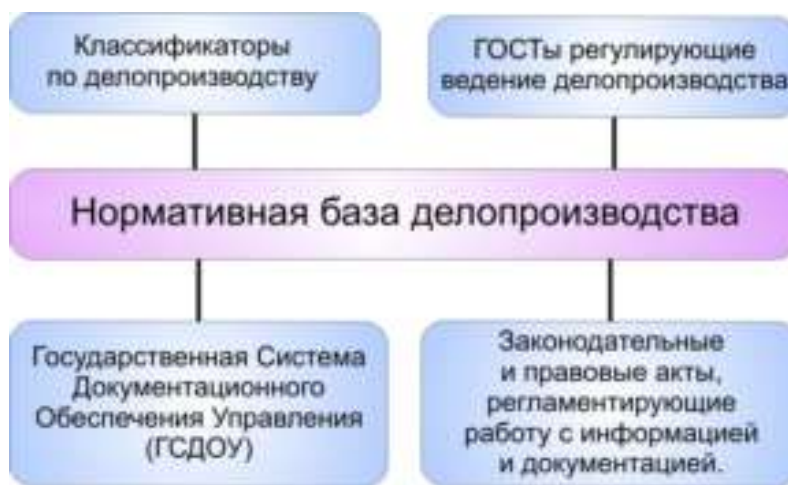 Классификаторы
по делопроизводству
ГОСТы регулирующие
ведение делопроизводства
Нормативная база делопроизводства
Государственная Система
Документационного
Обеспечения Управления
(ГСДОУ)
Законодательные
и правовые акты,
регламентирующие
работу с информацией
и документацией.